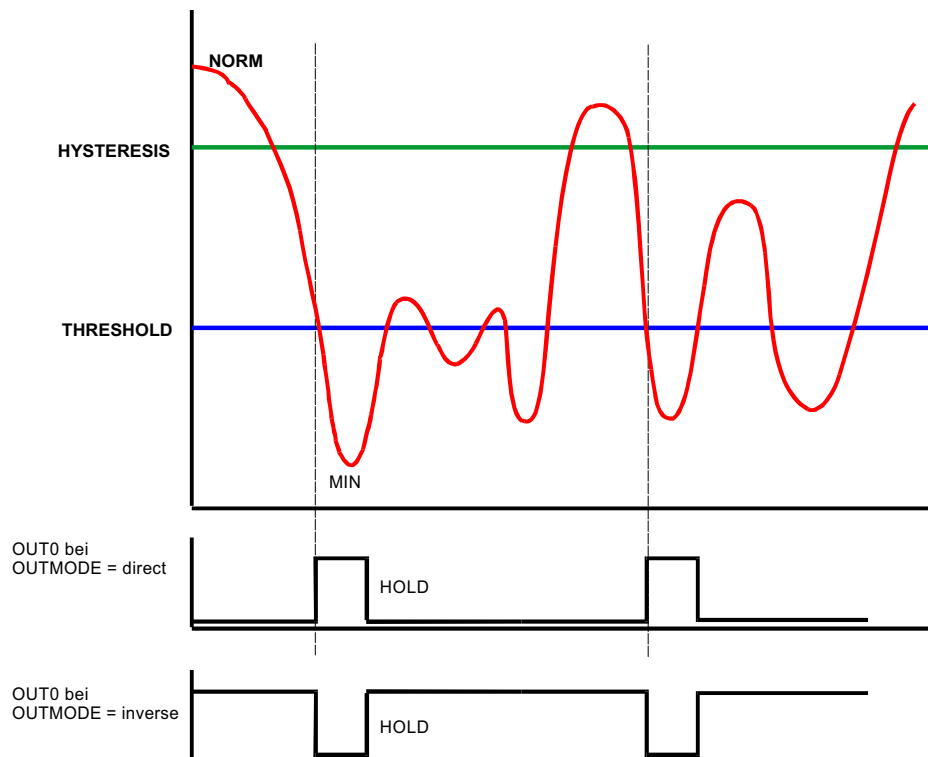 NORM
HYSTERESIS
THRESHOLD
MIN
OUT0 bei
OUTMODE = direct
HOLD
OUT0 bei
OUTMODE = inverse
HOLD